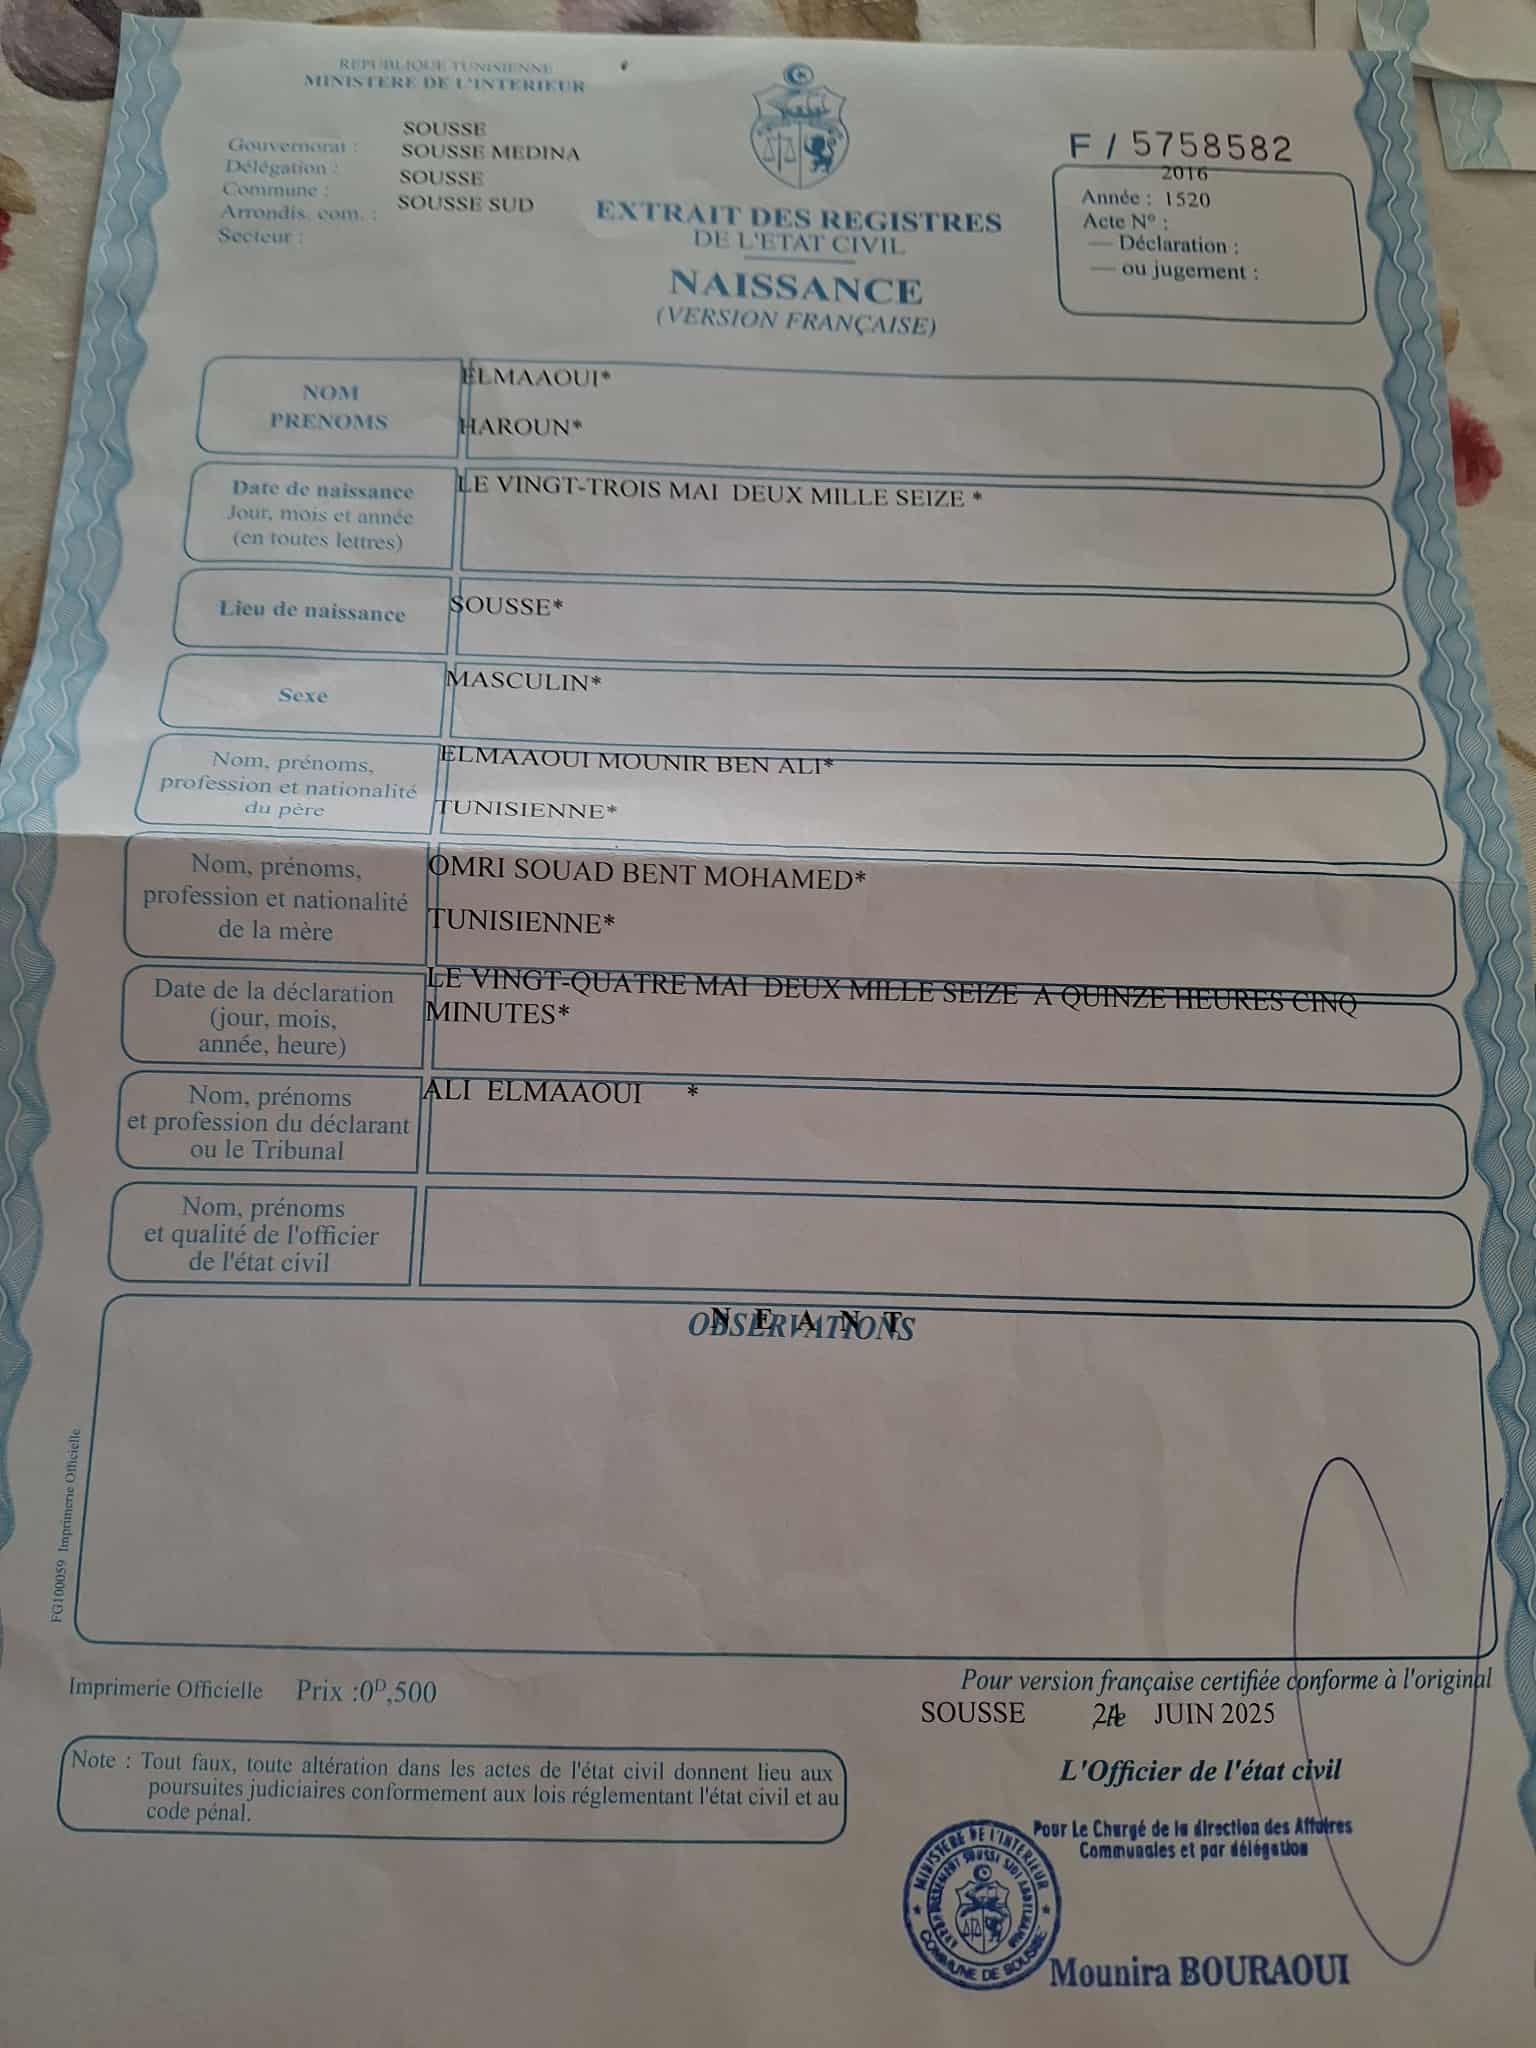 REPUBLIQUE TUNISIENNE
MINISTERE DE L'INTERIEUR
Gouvernorat : SOUSSE
Délégation : SOUSSE MEDINA
Commune : SOUSSE
Arrondis. com. : SOUSSE SUD
Secteur :
EXTRAIT DES REGISTRES
DE L'ETAT CIVIL
NAISSANCE
(VERSION FRANÇAISE)
F / 5758582
2016
Année : 1520
Acte N° :
— Déclaration :
— ou jugement :
NOM
PRENOMS
ELMAAOUI*
HAROUN*
Date de naissance
Jour, mois et année
(en toutes lettres)
LE VINGT-TROIS MAI DEUX MILLE SEIZE *
Lieu de naissance
SOUSSE*
Sexe
MASCULIN*
Nom, prénoms,
profession et nationalité
du père
ELMAAOUI MOUNIR BEN ALI*
TUNISIENNE*
Nom, prénoms,
profession et nationalité
de la mère
OMRI SOUAD BENT MOHAMED*
TUNISIENNE*
Date de la déclaration
(jour, mois,
année, heure)
LE VINGT-QUATRE MAI DEUX MILLE SEIZE A QUINZE HEURES CINQ
MINUTES*
Nom, prénoms
et profession du déclarant
ou le Tribunal
ALI ELMAAOUI *
Nom, prénoms
et qualité de l'officier
de l'état civil
OBSERVATIONS
N E A N T
FG100059 Imprimerie Officielle
Imprimerie Officielle Prix :0D,500
Pour version française certifiée conforme à l'original
SOUSSE JUIN 2025
L'Officier de l'état civil
Note : Tout faux, toute altération dans les actes de l'état civil donnent lieu aux
poursuites judiciaires conformement aux lois réglementant l'état civil et au
code pénal.
Pour Le Chargé de la direction des Affaires
Communales et par délégation
MINISTERE DE L'INTERIEUR
COMMUNE DE SOUSSE
Mounira BOURAOUI